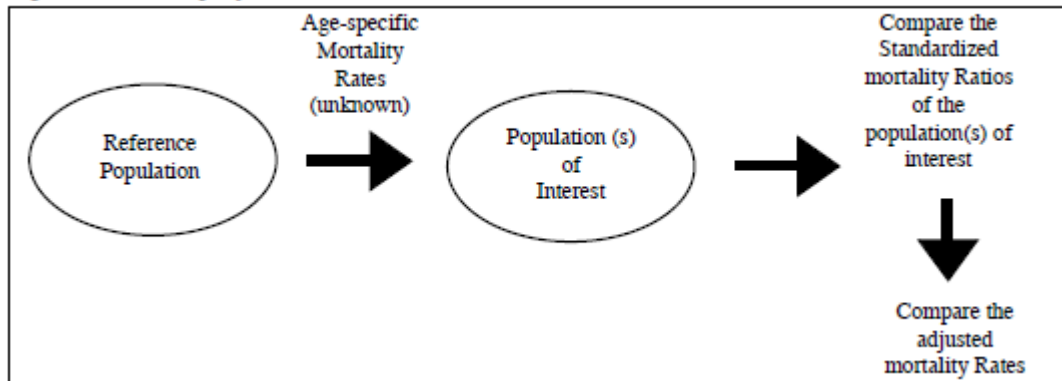 Reference
Population
Age-specific
Mortality
Rates
(unknown)
Population (s)
of
Interest
Compare the
Standardized
mortality Ratios
of the
population(s) of
interest
Compare the
adjusted
mortality Rates